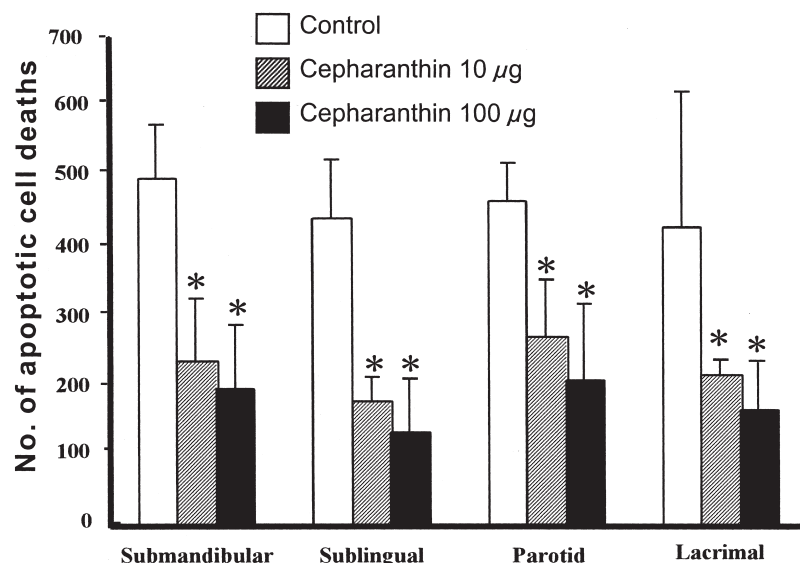 Control
Cepharanthin 10 µg
Cepharanthin 100 µg
No. of apoptotic cell deaths
700
600
500
400
300
200
100
0
* * * * * * * *
Submandibular Sublingual Parotid Lacrimal